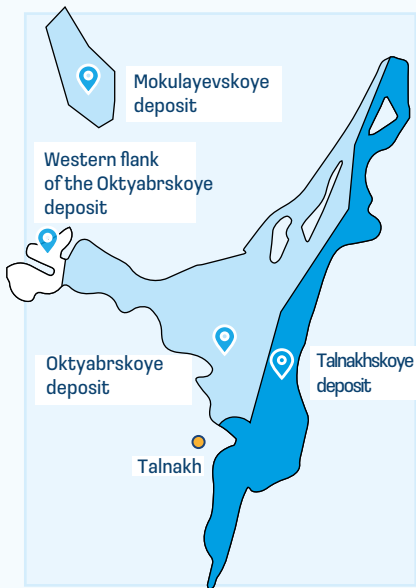 Mokulayevskoye
deposit
Western flank
of the Oktyabrskoye
deposit
Oktyabrskoye
deposit
Talnakhskoye
deposit
Talnakh